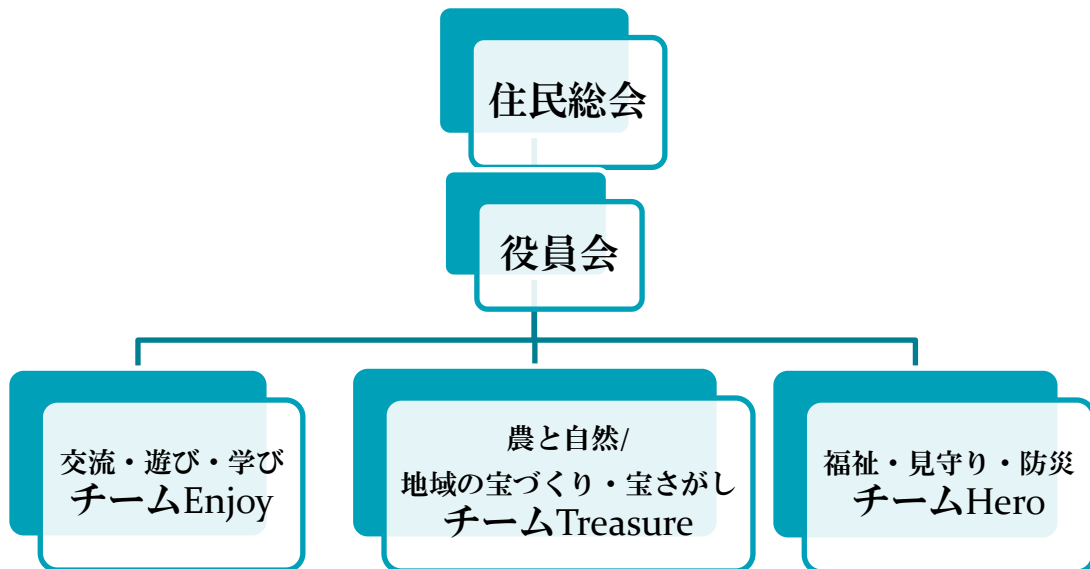 住民総会
役員会
交流・遊び・学び
チームEnjoy
農と自然/
地域の宝づくり・宝さがし
チームTreasure
福祉・見守り・防災
チームHero